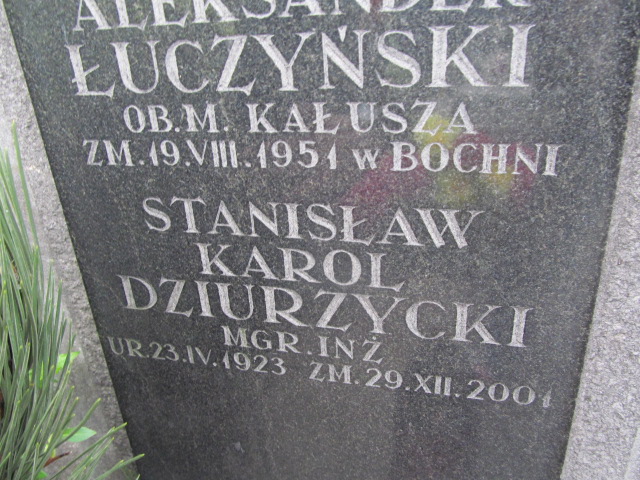 ALEKSANDER
ŁUCZYŃSKI
OB.M. KAŁUSZA
ZM.19.VIII.1951 W BOCHNI
STANISŁAW
KAROL
DZIURZYCKI
MGR.INŻ
UR.23.IV.1923 ZM.29.XII.2001